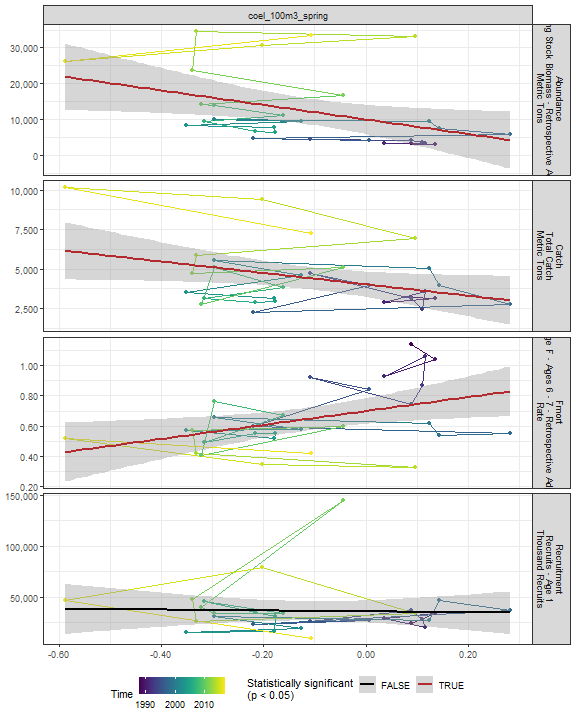 coel_100m3_spring
30,000
20,000
10,000
0
Abundance
ng Stock Biomass - Retrospective A
Metric Tons
10,000
7,500
5,000
2,500
Catch
Total Catch
Metric Tons
1.00
0.80
0.60
0.40
0.20
Fmort
ge F - Ages 6 - 7 - Retrospective Ad
Rate
150,000
100,000
50,000
Recruitment
Recruits - Age 1
Thousand Recruits
-0.60
-0.40
-0.20
0.00
0.20
Time
1990 2000 2010
Statistically significant
(p < 0.05)
FALSE
TRUE